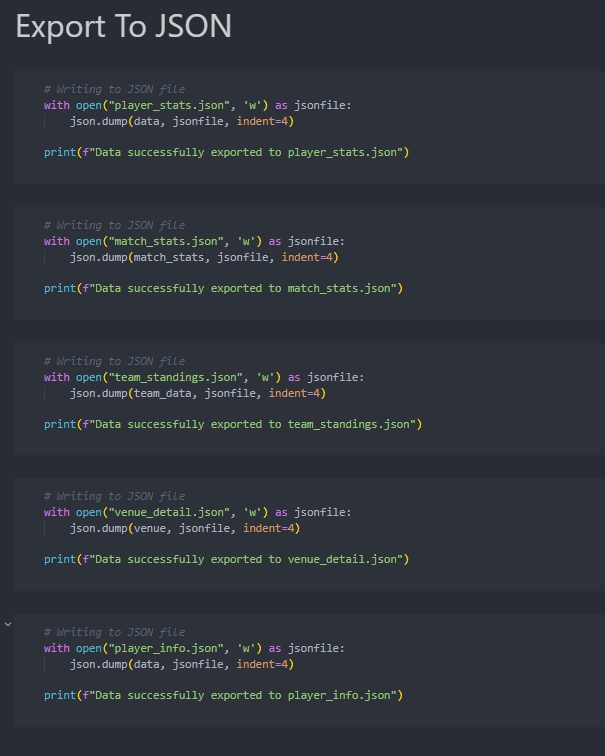 Export To JSON
# Writing to JSON file
with open("player_stats.json", 'w') as jsonfile:
    json.dump(data, jsonfile, indent=4)
print(f"Data successfully exported to player_stats.json")
# Writing to JSON file
with open("match_stats.json", 'w') as jsonfile:
    json.dump(match_stats, jsonfile, indent=4)
print(f"Data successfully exported to match_stats.json")
# Writing to JSON file
with open("team_standings.json", 'w') as jsonfile:
    json.dump(team_data, jsonfile, indent=4)
print(f"Data successfully exported to team_standings.json")
# Writing to JSON file
with open("venue_detail.json", 'w') as jsonfile:
    json.dump(venue, jsonfile, indent=4)
print(f"Data successfully exported to venue_detail.json")
# Writing to JSON file
with open("player_info.json", 'w') as jsonfile:
    json.dump(data, jsonfile, indent=4)
print(f"Data successfully exported to player_info.json")